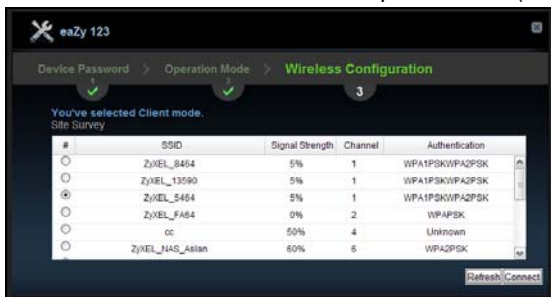 eaZy 123
Device Password > Operation Mode > Wireless Configuration
1 2 3
You've selected Client mode.
Site Survey
# SSID Signal Strength Channel Authentication
ZyXEL_8464 5% 1 WPA1PSKWPA2PSK
ZyXEL_13590 5% 1 WPA1PSKWPA2PSK
ZyXEL_5464 5% 1 WPA1PSKWPA2PSK
ZyXEL_FA64 0% 2 WPAPSK
cc 50% 4 Unknown
ZyXEL_NAS_Asian 60% 6 WPA2PSK
Refresh Connect